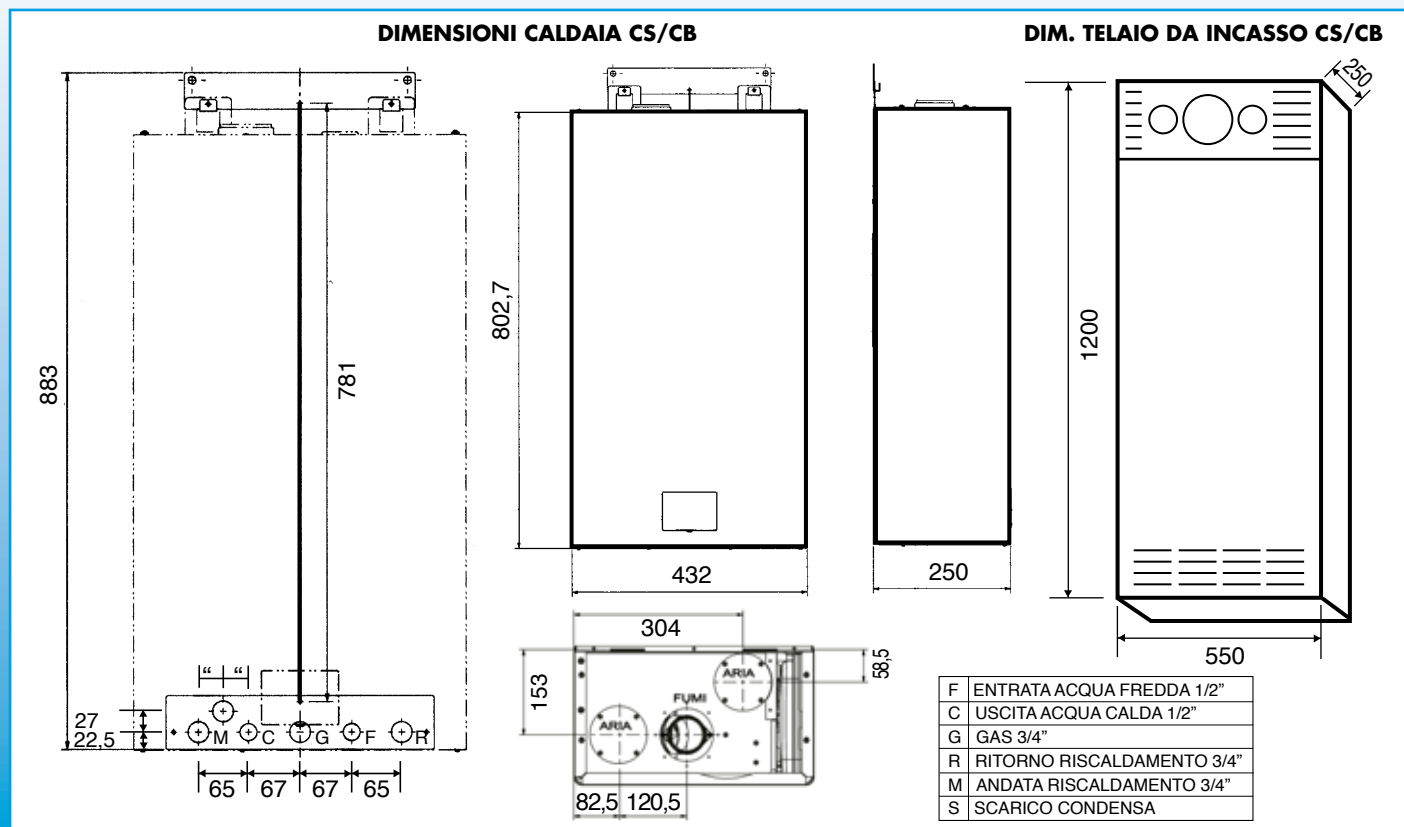 DIMENSIONI CALDAIA CS/CB
DIM. TELAIO DA INCASSO CS/CB
883
781
“ “
27
22,5
M C G F R
65 67 67 65
802,7
432
250
304
153
58,5
ARIA
FUMI
ARIA
82,5 120,5
250
1200
550
F ENTRATA ACQUA FREDDA 1/2”
C USCITA ACQUA CALDA 1/2”
G GAS 3/4”
R RITORNO RISCALDAMENTO 3/4”
M ANDATA RISCALDAMENTO 3/4”
S SCARICO CONDENSA